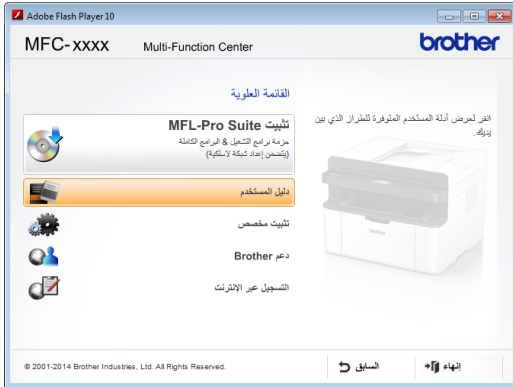 Adobe Flash Player 10
MFC-xxxx Multi-Function Center brother
القائمة العلوية
تثبيت MFL-Pro Suite
حزمة برامج التشغيل & البرامج الكاملة
(يتضمن إعداد شبكة لاسلكية)
دليل المستخدم
تثبيت مخصص
دعم Brother
التسجيل عبر الإنترنت
انقر لعرض أدلة المستخدم المتوفرة للطراز الذي بين
يديك.
brother
© 2001-2014 Brother Industries, Ltd. All Rights Reserved.
السابق
إنهاء